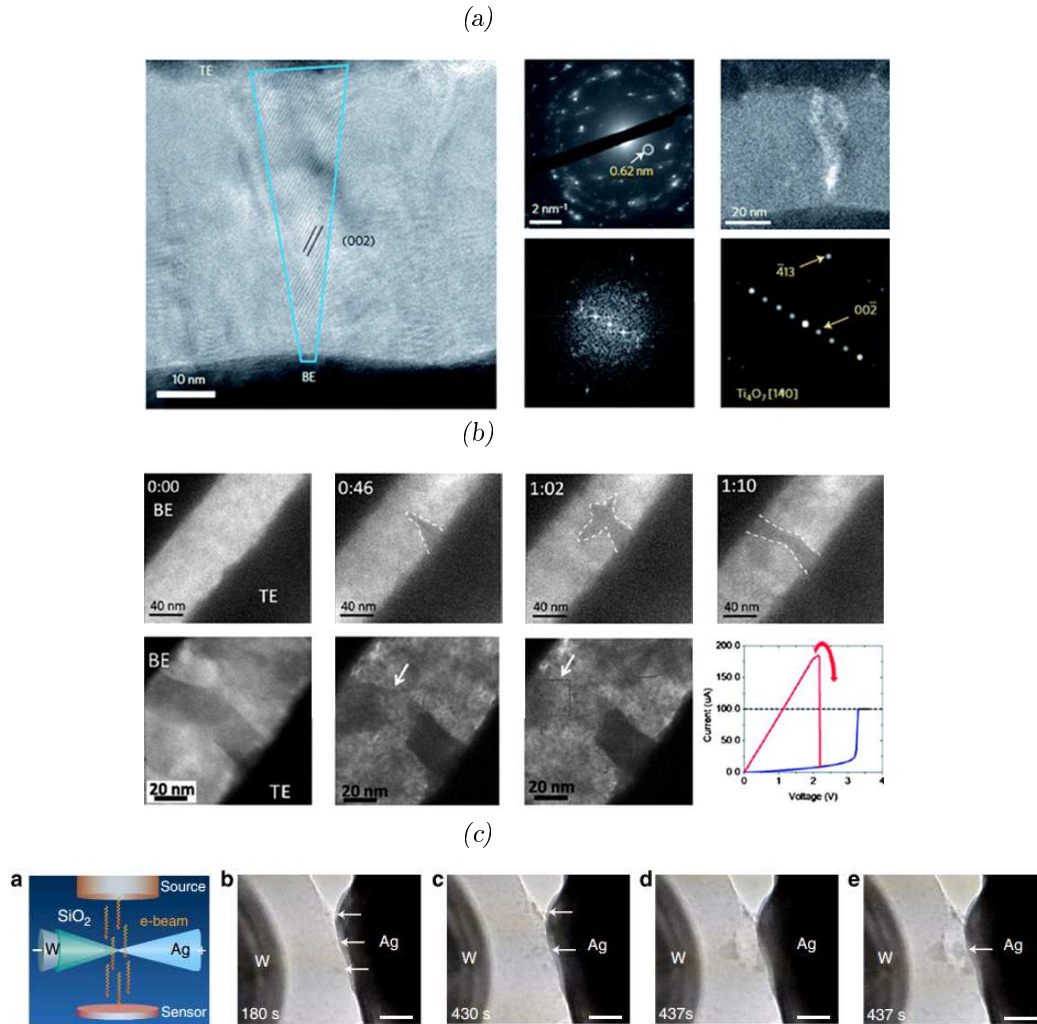 (a)
TE
(002)
10 nm
BE
0.62 nm
2 nm⁻¹
20 nm
4̄13
002̄
Ti₄O₇ [14̄0]
(b)
0:00
BE
TE
40 nm
0:46
40 nm
1:02
40 nm
1:10
40 nm
BE
20 nm
TE
20 nm
20 nm
Current (uA)
200.0
150.0
100.0
50.0
0.0
0 1 2 3 4
Voltage (V)
(c)
a
Source
SiO₂
e-beam
– W
Ag +
Sensor
b
W
Ag
180 s
c
W
Ag
430 s
d
W
Ag
437s
e
W
Ag
437 s